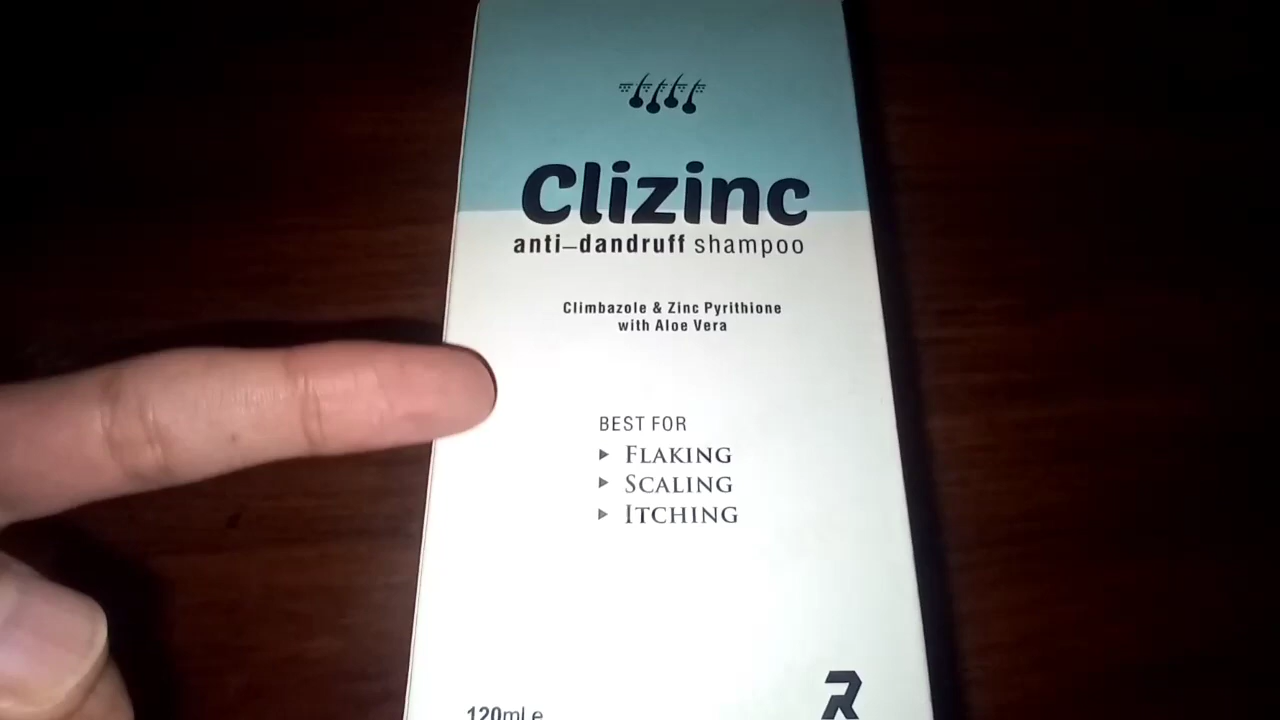 Clizinc
anti–dandruff shampoo
Climbazole & Zinc Pyrithione
with Aloe Vera
BEST FOR
▸ FLAKING
▸ SCALING
▸ ITCHING
120ml e